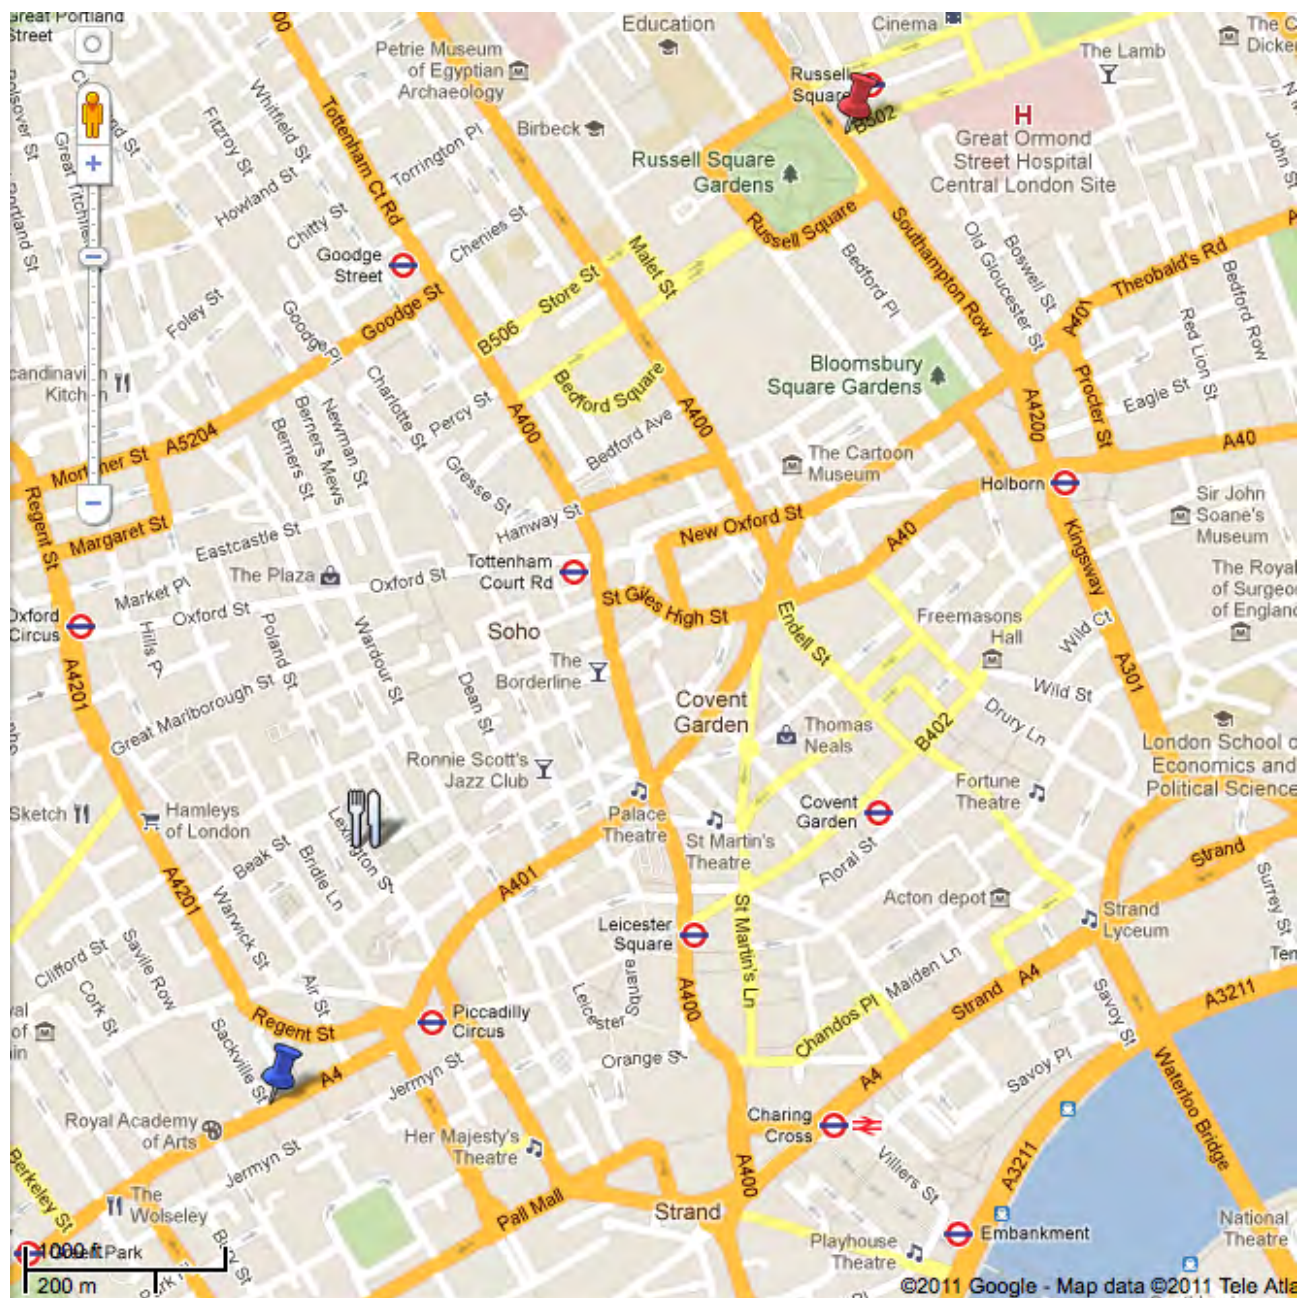 Great Portland
Street
Education
Cinema
The Lamb
Petrie Museum
of Egyptian
Archaeology
Russell
Square
B502
H
Great Ormond
Street Hospital
Central London Site
Birbeck
Russell Square
Gardens
Whitfield St
Fitzroy St
Tottenham Ct Rd
Torrington Pl
Howland St
Chitty St
Chenies St
John St
Russell Square
Southampton Row
Old Gloucester St
Boswell St
Theobald's Rd
Bedford Row
Goodge
Street
Malet St
Store St
Bedford Pl
Foley St
Goodge St
Goodge Pl
B506
A401
Red Lion St
Bloomsbury
Square Gardens
Bedford Square
Procter St
Eagle St
A4200
Charlotte St
Percy St
A400
A400
Newman St
Berners Mews
Berners St
A5204
Bedford Ave
A40
Mortimer St
Gresse St
The Cartoon
Museum
Holborn
Regent St
Margaret St
Hanway St
New Oxford St
A40
Sir John
Soane's
Museum
Eastcastle St
Kingsway
Tottenham
Court Rd
The Plaza
Oxford St
Market Pl
Oxford St
St Giles High St
Endell St
The Royal
of Surgeo
of England
Freemasons
Hall
Wild Ct
Oxford
Circus
Hills P
Poland St
Wardour St
Soho
The
Borderline
A4201
Great Marlborough St
Dean St
Covent
Garden
Wild St
A301
Drury Ln
Thomas
Neals
B402
Ronnie Scott's
Jazz Club
London School o
Economics and
Political Science
Fortune
Theatre
Sketch
Hamleys
of London
Lexington St
Palace
Theatre
St Martin's
Theatre
Covent
Garden
Floral St
Strand
Beak St
Bridle Ln
A401
A4201
Warwick St
Acton depot
Surrey St
St Martin's Ln
Strand
Lyceum
Leicester
Square
Clifford St
Savile Row
Cork St
Air St
Maiden Ln
A4
Strand
A3211
Leicester
Square
A400
Chandos Pl
Savoy St
Regent St
Piccadilly
Circus
Sackville St
Orange St
Savoy Pl
A4
Jermyn St
A4
Waterloo Bridge
Royal Academy
of Arts
Charing
Cross
Her Majesty's
Theatre
Villiers St
A3211
Jermyn St
A400
Berkeley St
The
Wolseley
Pall Mall
Strand
Bury St
National
Theatre
Embankment
Playhouse
Theatre
1000 ft
Park
200 m
©2011 Google - Map data ©2011 Tele Atla